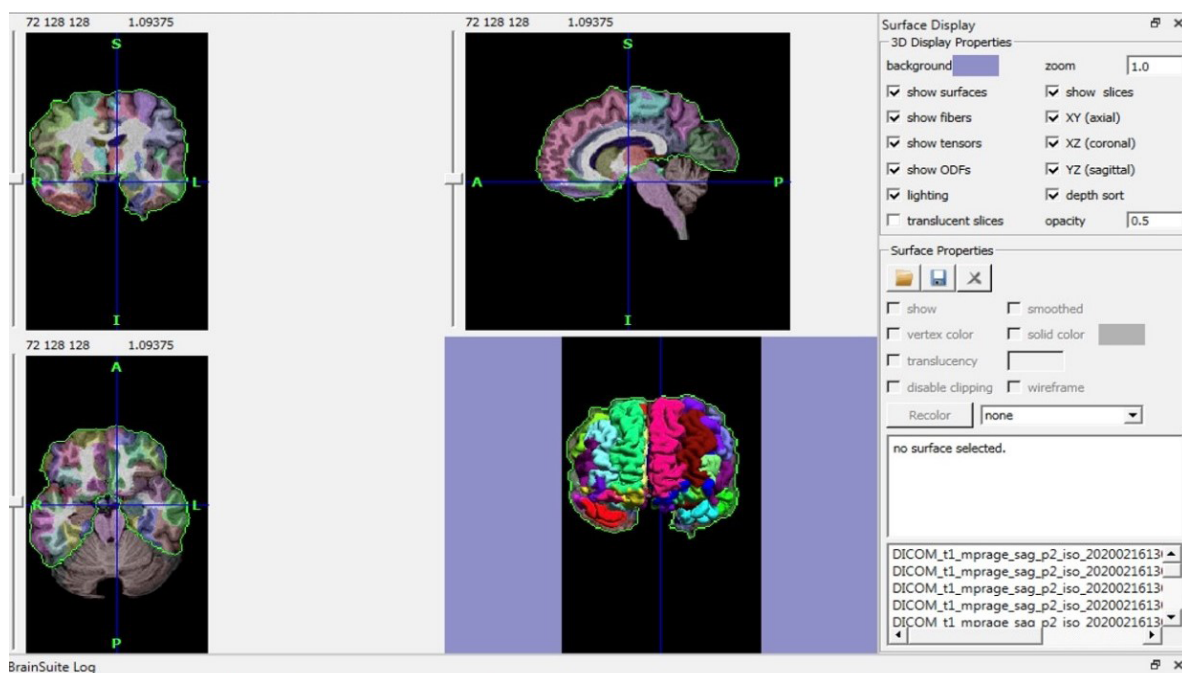 72 128 128 1.09375
S
R L
I
72 128 128 1.09375
S
A P
I
72 128 128 1.09375
A
R L
P
Surface Display
3D Display Properties
background zoom 1.0
show surfaces show slices
show fibers XY (axial)
show tensors XZ (coronal)
show ODFs YZ (sagittal)
lighting depth sort
translucent slices opacity 0.5
Surface Properties
show smoothed
vertex color solid color
translucency
disable clipping wireframe
Recolor none
no surface selected.
DICOM_t1_mprage_sag_p2_iso_2020021613
DICOM_t1_mprage_sag_p2_iso_2020021613
DICOM_t1_mprage_sag_p2_iso_2020021613
DICOM_t1_mprage_sag_p2_iso_2020021613
DICOM_t1_mprage_sag_p2_iso_2020021613
BrainSuite Log